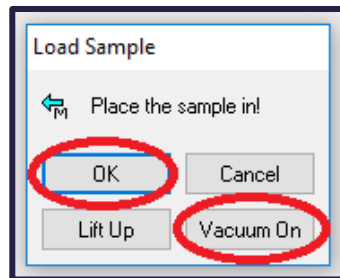 Load Sample
M Place the sample in!
OK Cancel
Lift Up Vacuum On